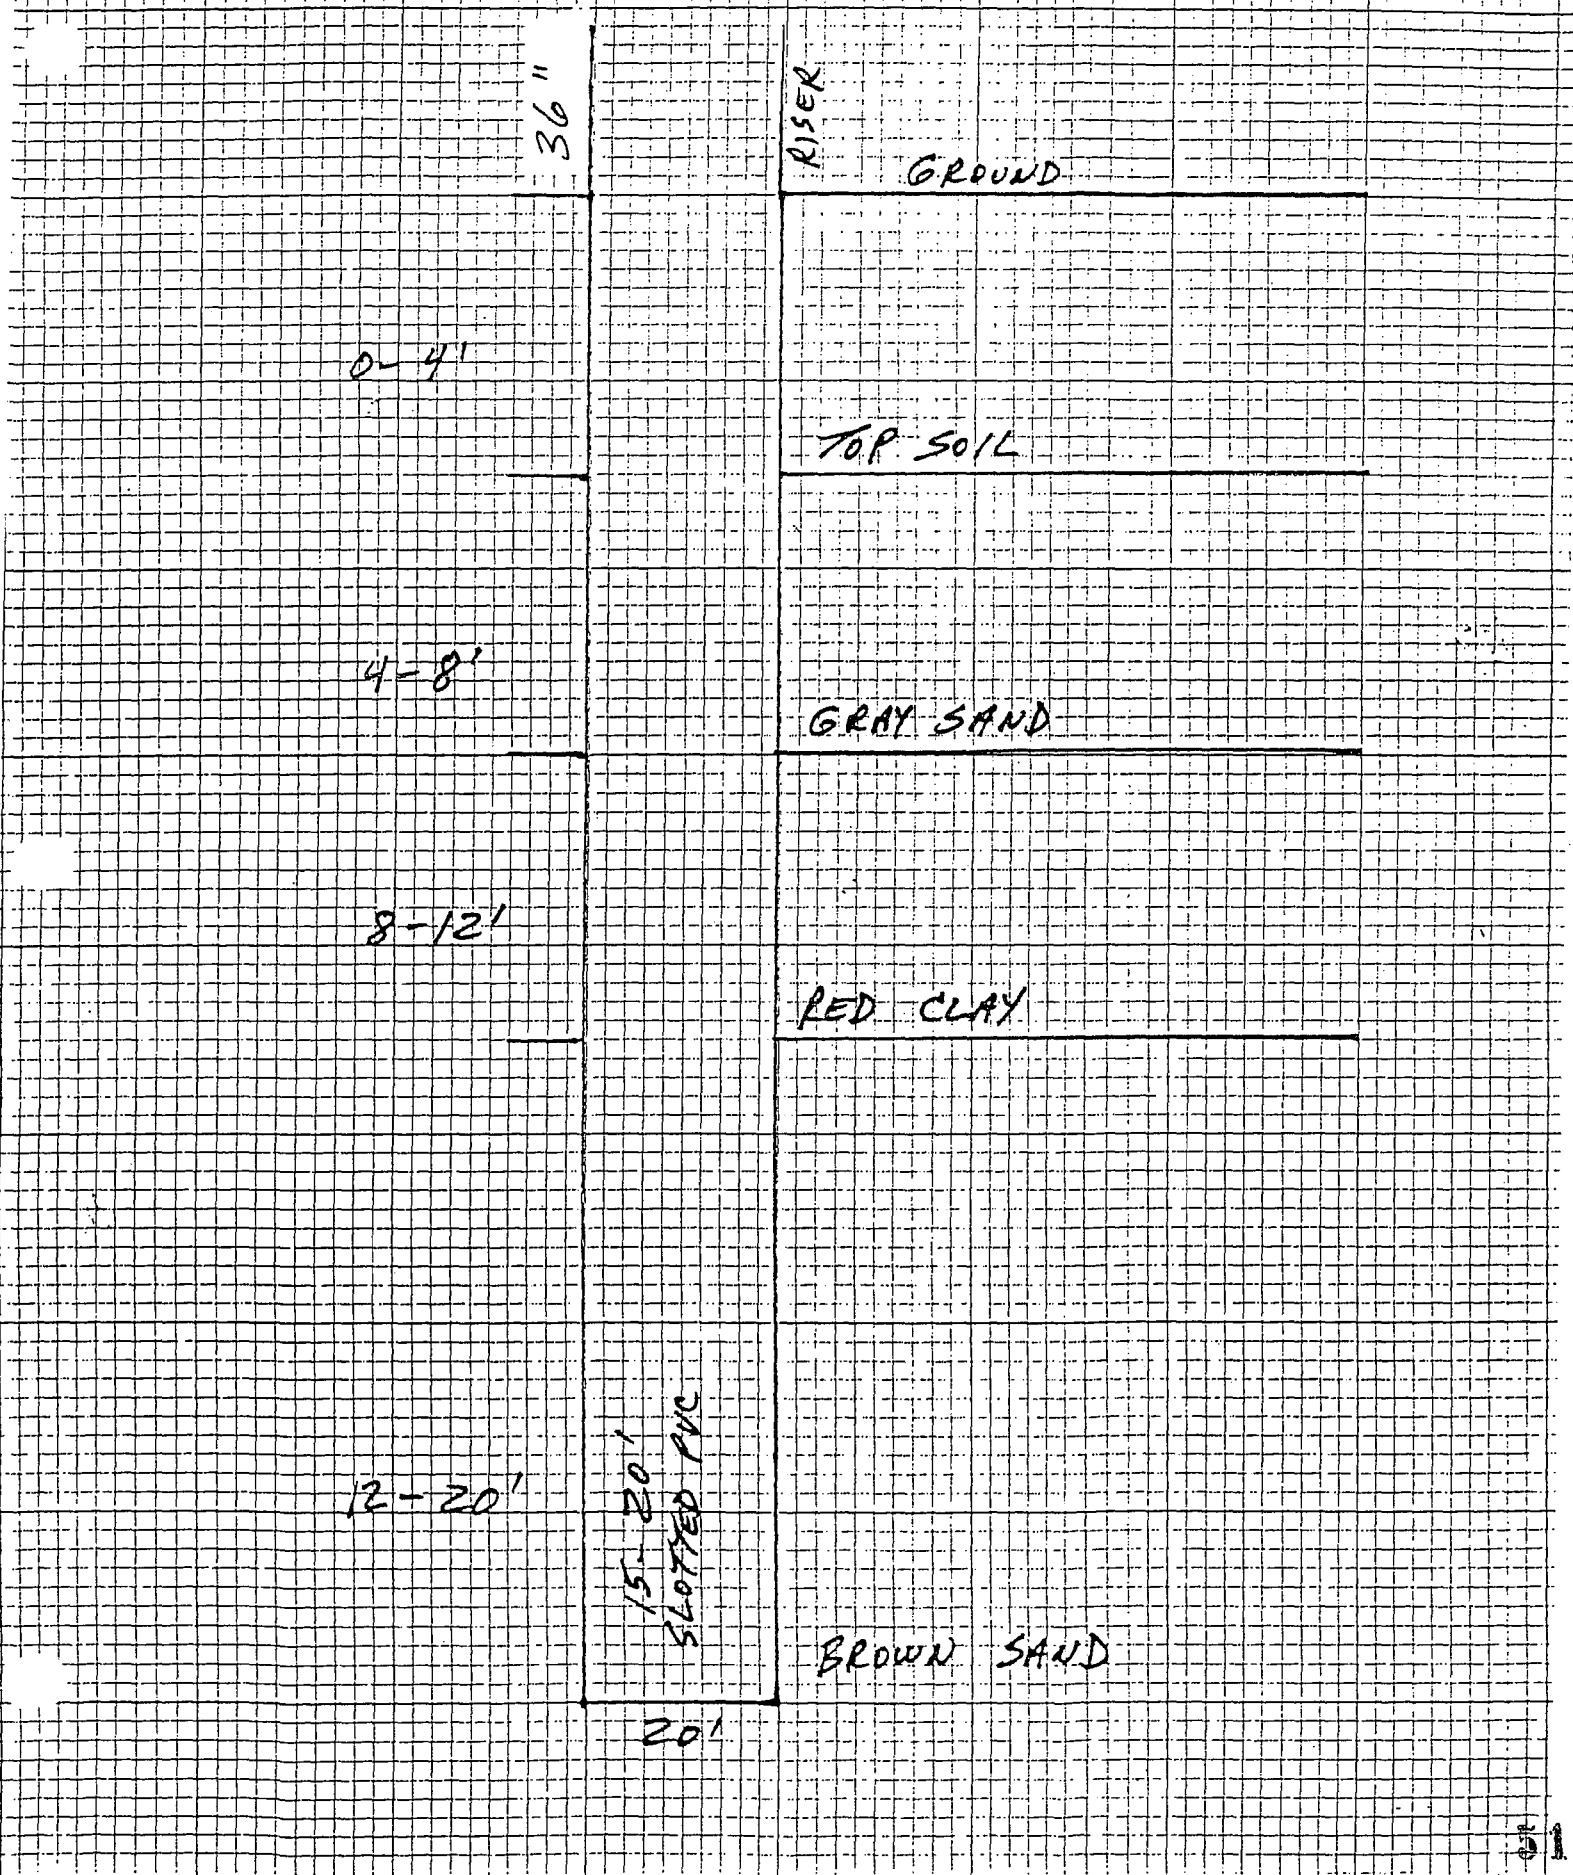 36"
RISER
GROUND
0-4'
TOP SOIL
4-8'
GRAY SAND
8-12'
RED CLAY
12-20'
15-20'
SLOTTED PVC
BROWN SAND
20'
51